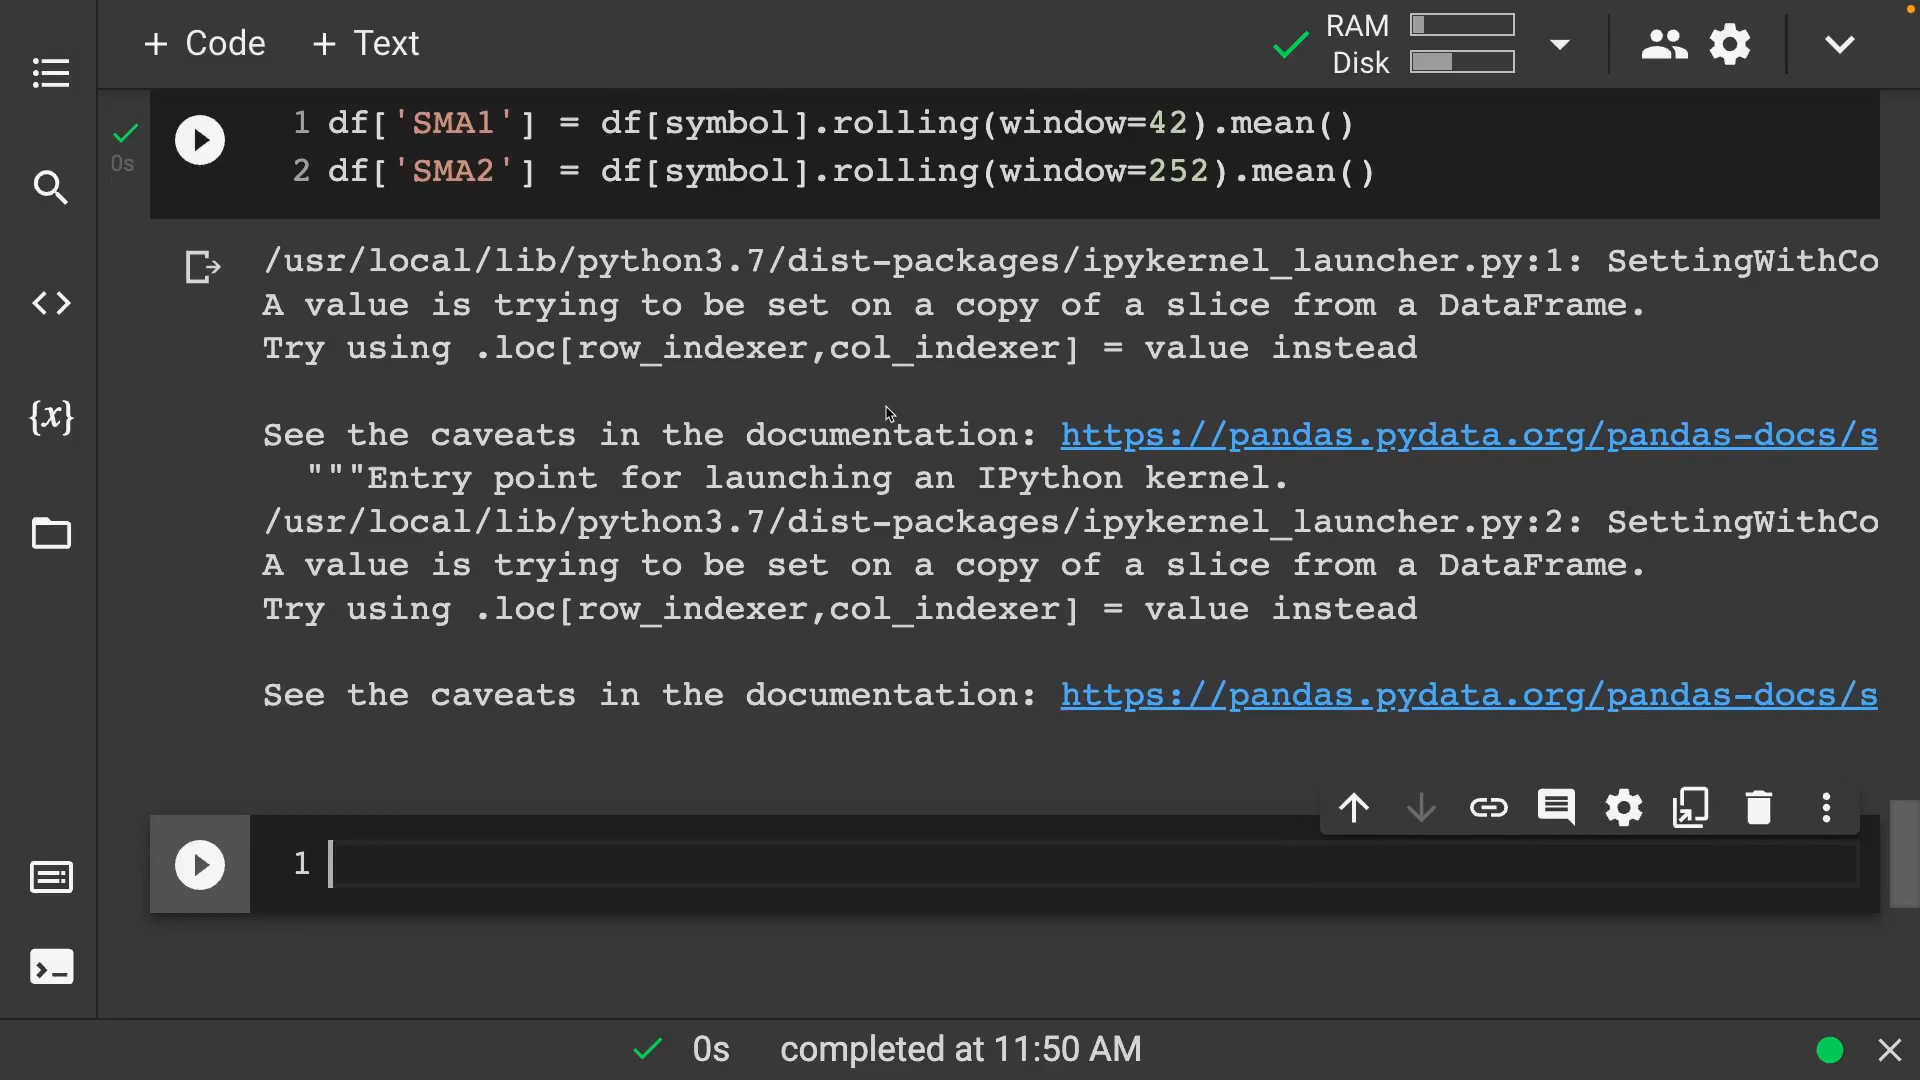 + Code + Text
RAM
Disk
1 df['SMA1'] = df[symbol].rolling(window=42).mean()
0s
2 df['SMA2'] = df[symbol].rolling(window=252).mean()
/usr/local/lib/python3.7/dist-packages/ipykernel_launcher.py:1: SettingWithCo
A value is trying to be set on a copy of a slice from a DataFrame.
Try using .loc[row_indexer,col_indexer] = value instead
{x}
See the caveats in the documentation: https://pandas.pydata.org/pandas-docs/s
"""Entry point for launching an IPython kernel.
/usr/local/lib/python3.7/dist-packages/ipykernel_launcher.py:2: SettingWithCo
A value is trying to be set on a copy of a slice from a DataFrame.
Try using .loc[row_indexer,col_indexer] = value instead
See the caveats in the documentation: https://pandas.pydata.org/pandas-docs/s
1
0s completed at 11:50 AM